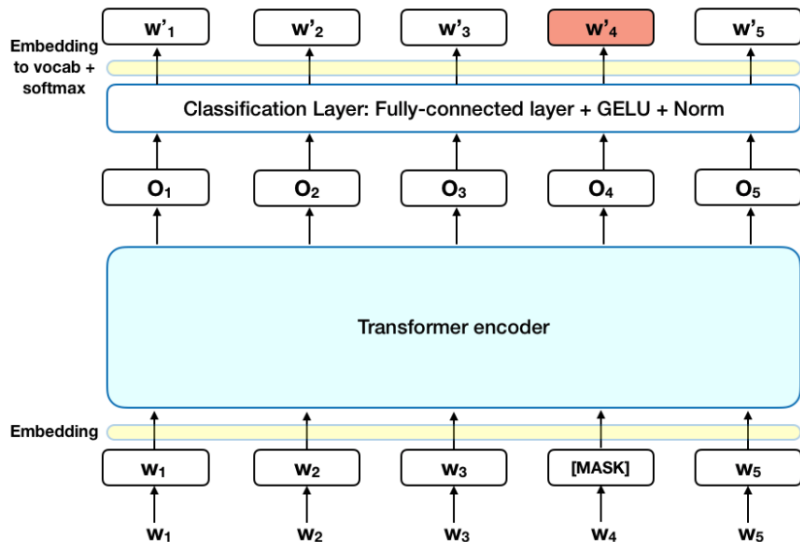 w'1 w'2 w'3 w'4 w'5
Embedding
to vocab +
softmax
Classification Layer: Fully-connected layer + GELU + Norm
O1 O2 O3 O4 O5
Transformer encoder
Embedding
W1 W2 W3 [MASK] W5
W1 W2 W3 W4 W5